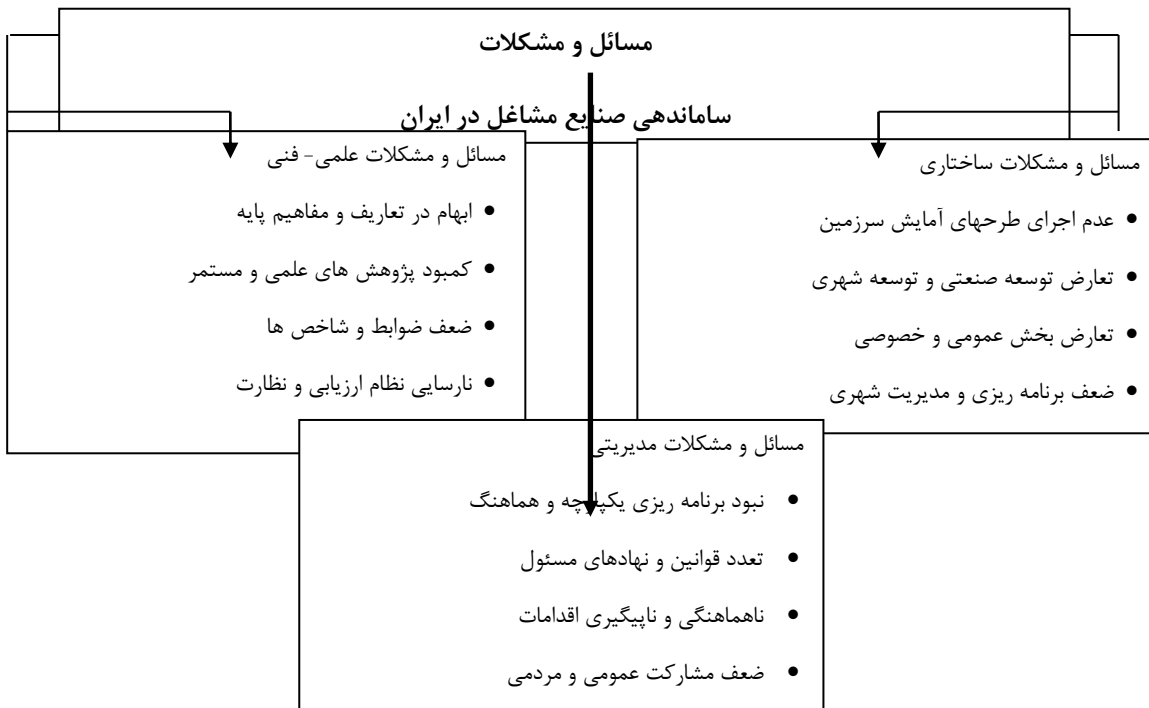 مسائل و مشکلات
ساماندهی صنایع مشاغل در ایران
مسائل و مشکلات ساختاری
• عدم اجرای طرحهای آمایش سرزمین
• تعارض توسعه صنعتی و توسعه شهری
• تعارض بخش عمومی و خصوصی
• ضعف برنامه ریزی و مدیریت شهری
مسائل و مشکلات علمی- فنی
• ابهام در تعاریف و مفاهیم پایه
• کمبود پژوهش های علمی و مستمر
• ضعف ضوابط و شاخص ها
• نارسایی نظام ارزیابی و نظارت
مسائل و مشکلات مدیریتی
• نبود برنامه ریزی یکپارچه و هماهنگ
• تعدد قوانین و نهادهای مسئول
• ناهماهنگی و ناپیگیری اقدامات
• ضعف مشارکت عمومی و مردمی